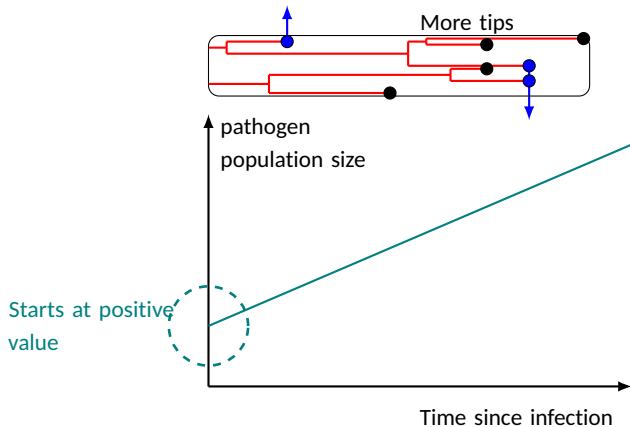 More tips
pathogen
population size
Starts at positive
value
Time since infection